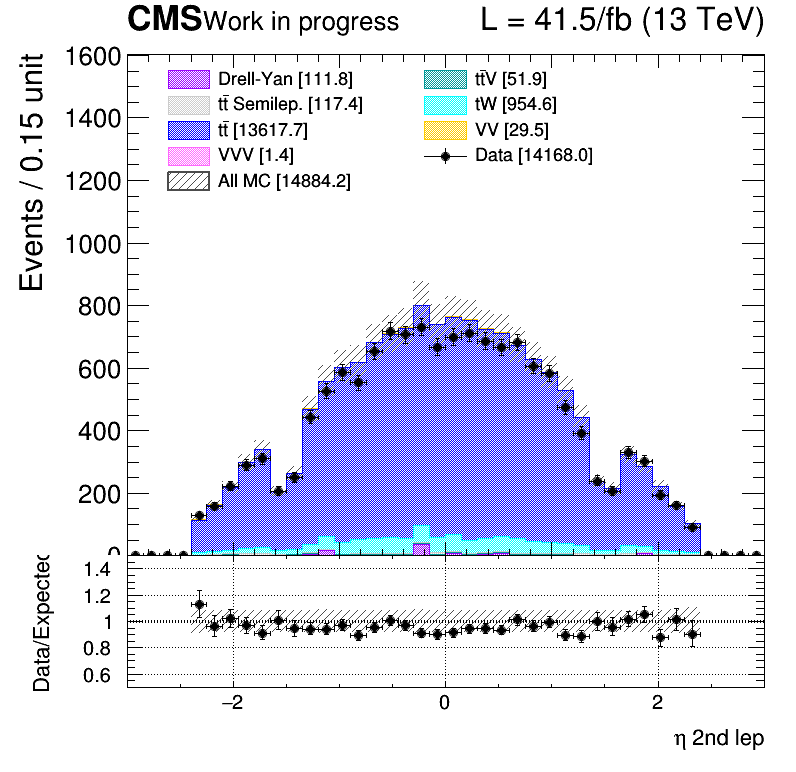 CMS Work in progress L = 41.5/fb (13 TeV)
Events / 0.15 unit
1600
1400
1200
1000
800
600
400
200
0
Drell-Yan [111.8]
tt̄ Semilep. [117.4]
tt̄ [13617.7]
VVV [1.4]
All MC [14884.2]
tt̄V [51.9]
tW [954.6]
VV [29.5]
Data [14168.0]
Data/Expected
1.4
1.2
1
0.8
0.6
−2 0 2
η 2nd lep